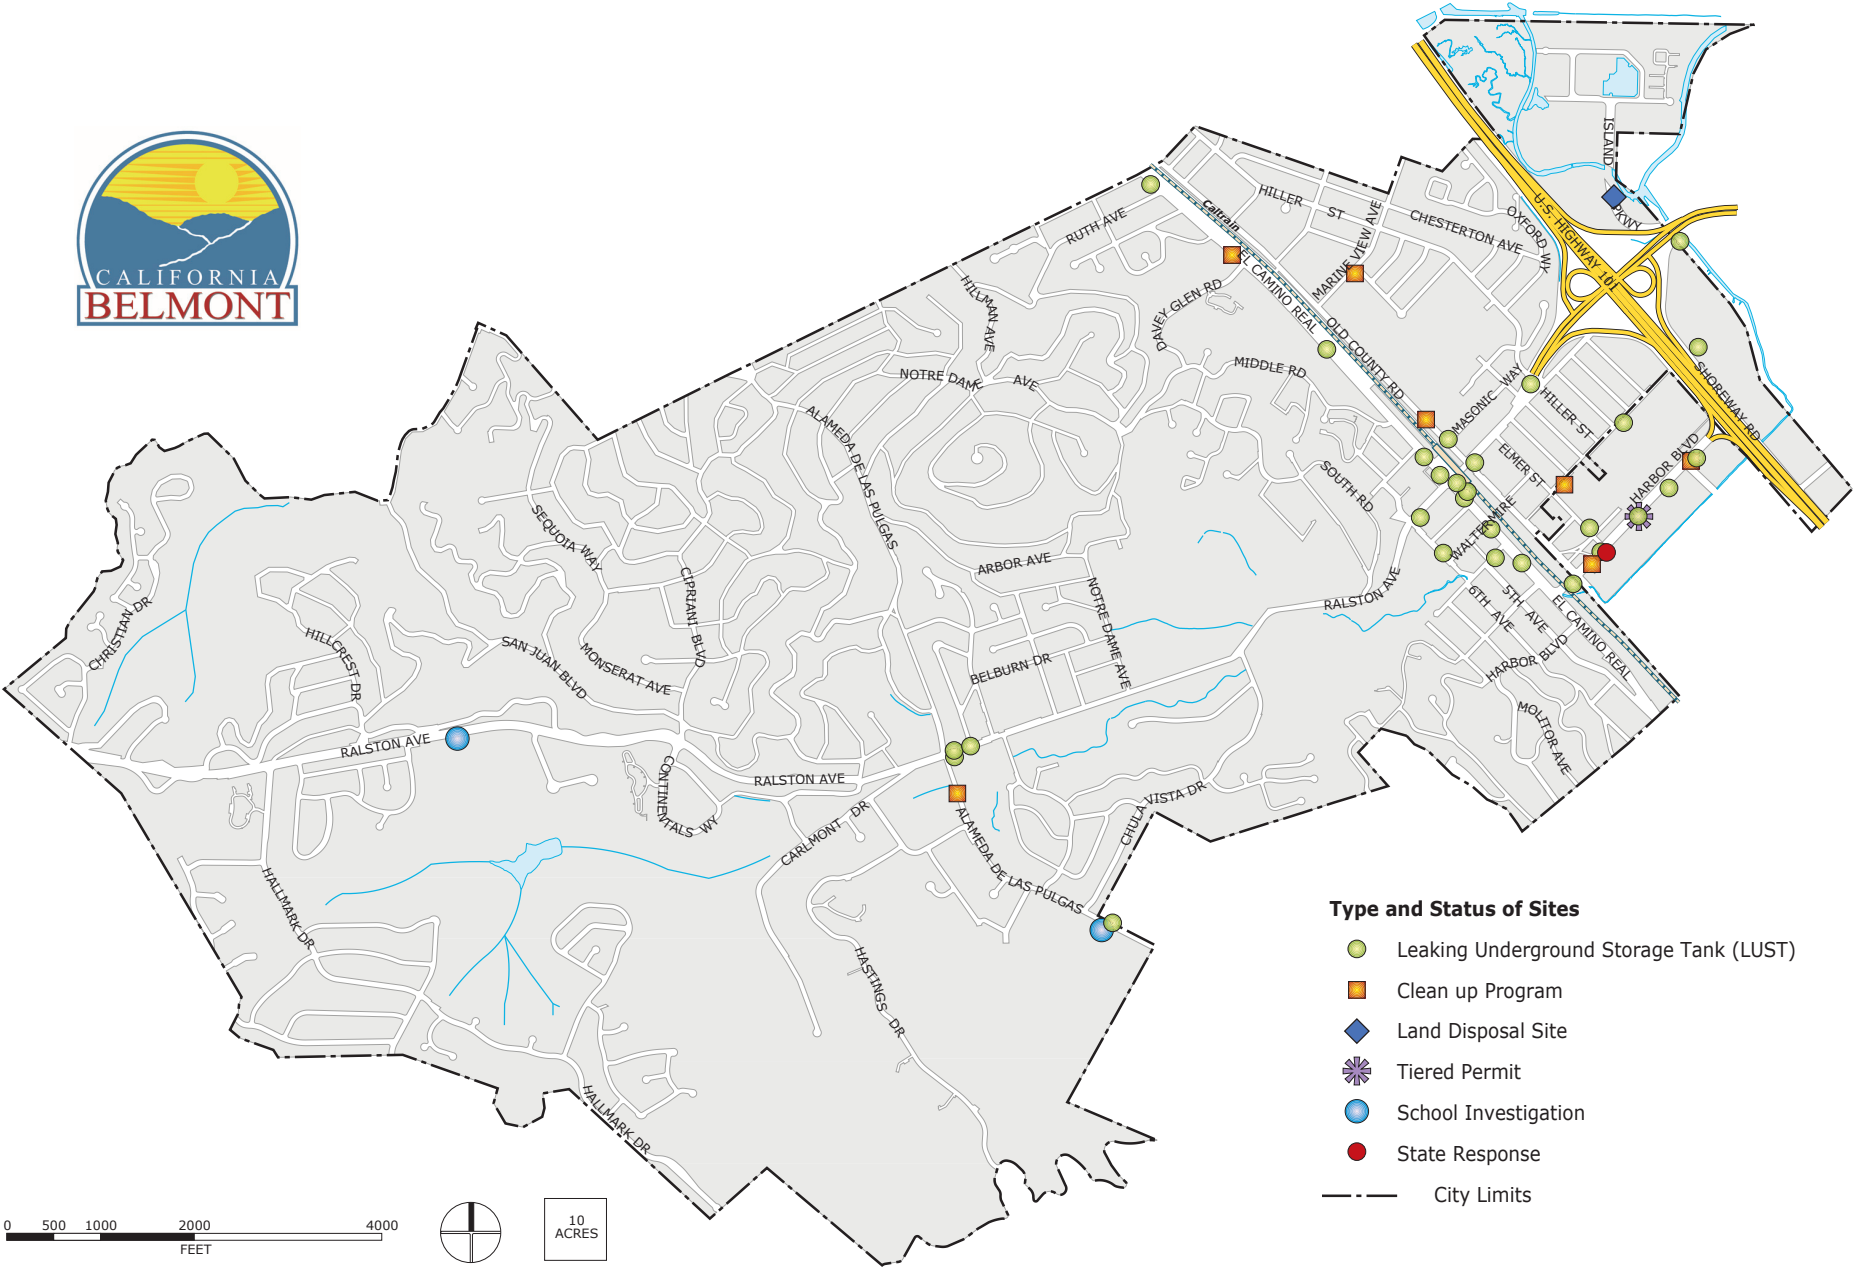 CALIFORNIA
BELMONT
ISLAND
PKWY
U.S. HIGHWAY 101
HILLER ST
CHESTERTON AVE
OXFORD WY
Caltrain
RUTH AVE
MARINE VIEW AVE
EL CAMINO REAL
DAVEY GLEN RD
HILLMAN AVE
OLD COUNTY RD
MIDDLE RD
NOTRE DAME AVE
MASONIC WAY
HILLER ST
SHOREWAY RD
ALAMEDA DE LAS PULGAS
ELMER ST
HARBOR BLVD
SOUTH RD
SEQUOIA WAY
WALTERMIRE
ARBOR AVE
CIPRIANI BLVD
NOTRE DAME AVE
RALSTON AVE
6TH AVE
5TH AVE
EL CAMINO REAL
CHRISTIAN DR
HILLCREST DR
SAN JUAN BLVD
MONSERAT AVE
BELBURN DR
HARBOR BLVD
MOLITOR AVE
RALSTON AVE
RALSTON AVE
CONTINENTALS WY
CARLMONT DR
CHULA VISTA DR
ALAMEDA DE LAS PULGAS
HALLMARK DR
HASTINGS DR
HALLMARK DR
Type and Status of Sites
Leaking Underground Storage Tank (LUST)
Clean up Program
Land Disposal Site
Tiered Permit
School Investigation
State Response
City Limits
0 500 1000 2000 4000
FEET
10
ACRES